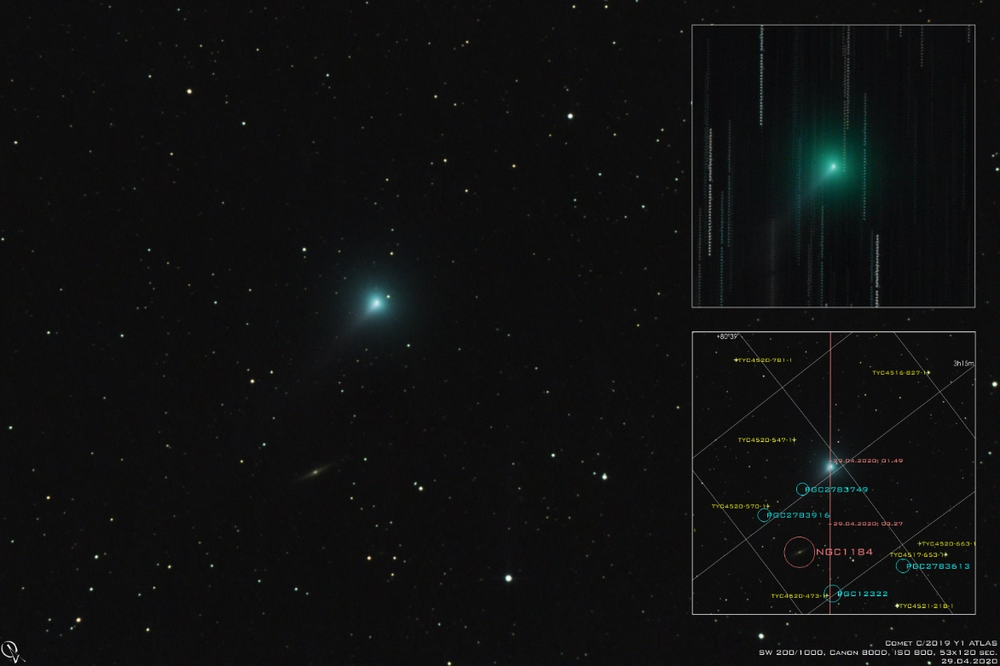 +80°39'
TYC4520-781-1
3h15m
TYC4516-827-1
TYC4520-547-1
29.04.2020; 01.49
PGC2783749
TYC4520-570-1
PGC2783916
29.04.2020; 03.27
TYC4520-663-1
NGC1184
TYC4517-653-1
PGC2783613
TYC4520-473-1
PGC12322
TYC4521-218-1
Comet C/2019 Y1 ATLAS
SW 200/1000, Canon 800D, ISO 800, 53x120 sec.
29.04.2020